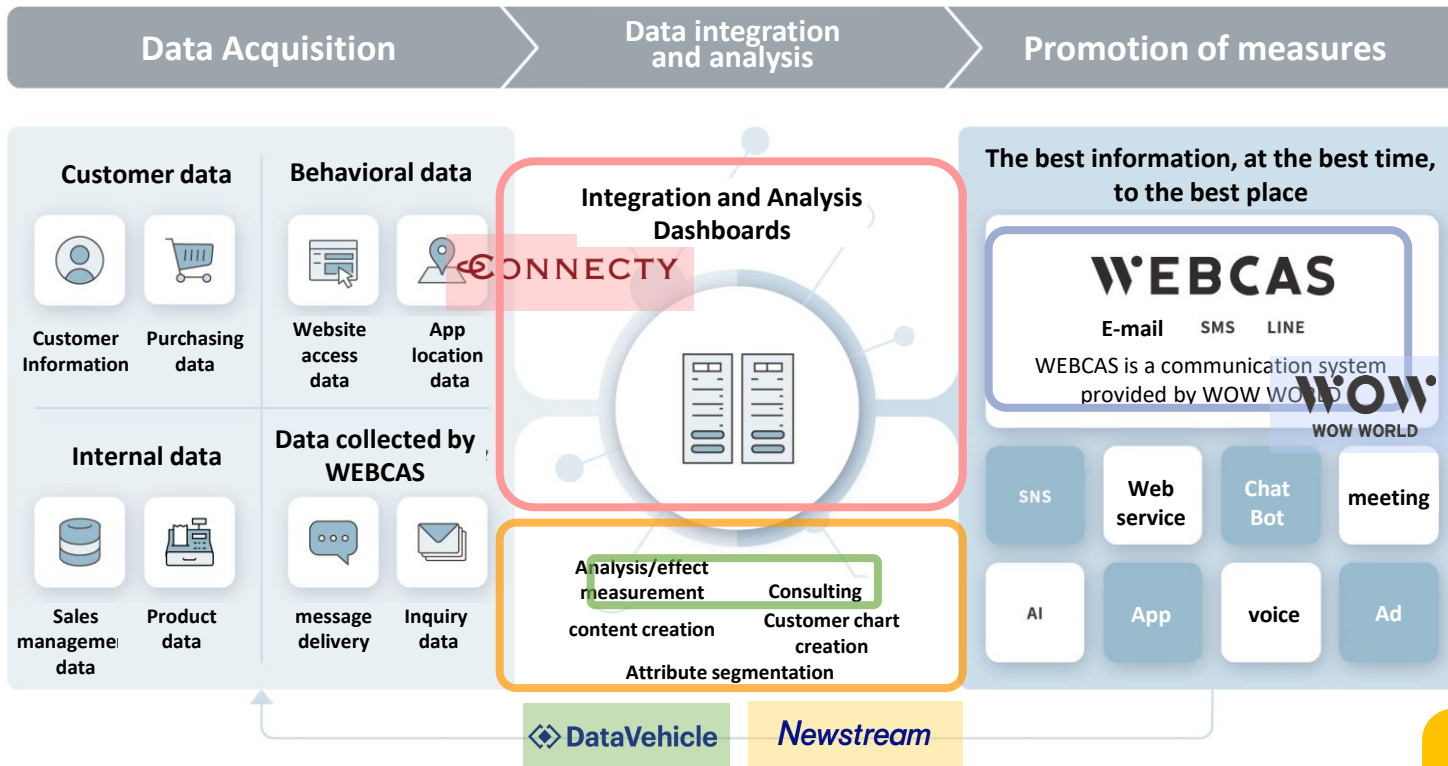 Data Acquisition
Data integration
and analysis
Promotion of measures
Customer data
Customer
Information
Purchasing
data
Behavioral data
Website
access
data
App
location
data
Internal data
Sales
managemer
data
Product
data
Data collected by
WEBCAS
message
delivery
Inquiry
data
Integration and Analysis
Dashboards
eCONNECTY
Analysis/effect
measurement
Consulting
content creation
Customer chart
creation
Attribute segmentation
DataVehicle
Newstream
The best information, at the best time,
to the best place
WEBCAS
E-mail SMS LINE
WEBCAS is a communication system
provided by WOW WORLD
WOW
WOW WORLD
SNS
Web
service
Chat
Bot
meeting
AI
App
voice
Ad